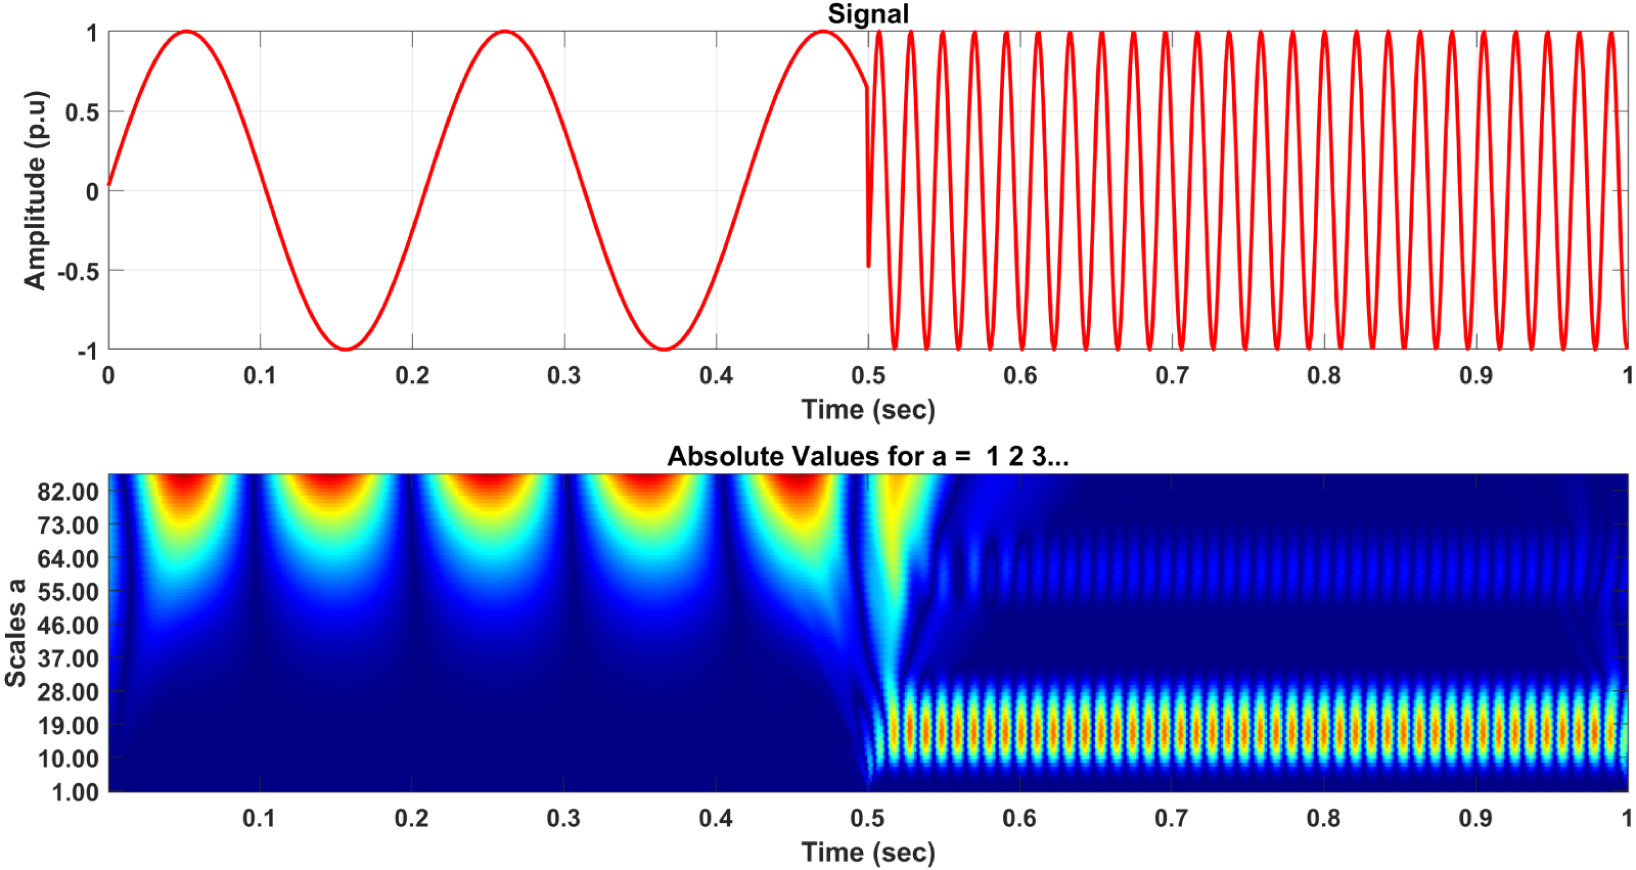 Signal
Amplitude (p.u)
1
0.5
0
-0.5
-1
0 0.1 0.2 0.3 0.4 0.5 0.6 0.7 0.8 0.9 1
Time (sec)
Absolute Values for a = 1 2 3...
Scales a
82.00
73.00
64.00
55.00
46.00
37.00
28.00
19.00
10.00
1.00
0.1 0.2 0.3 0.4 0.5 0.6 0.7 0.8 0.9 1
Time (sec)